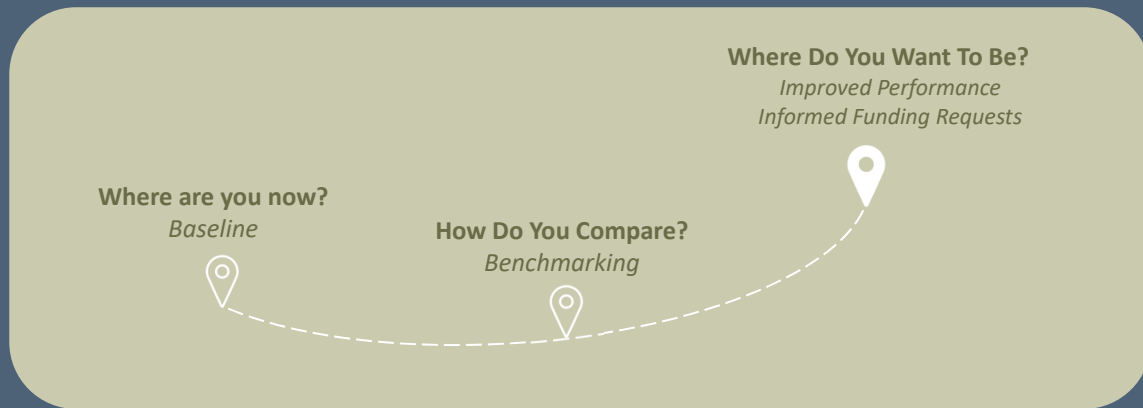 Where are you now?
Baseline
How Do You Compare?
Benchmarking
Where Do You Want To Be?
Improved Performance
Informed Funding Requests